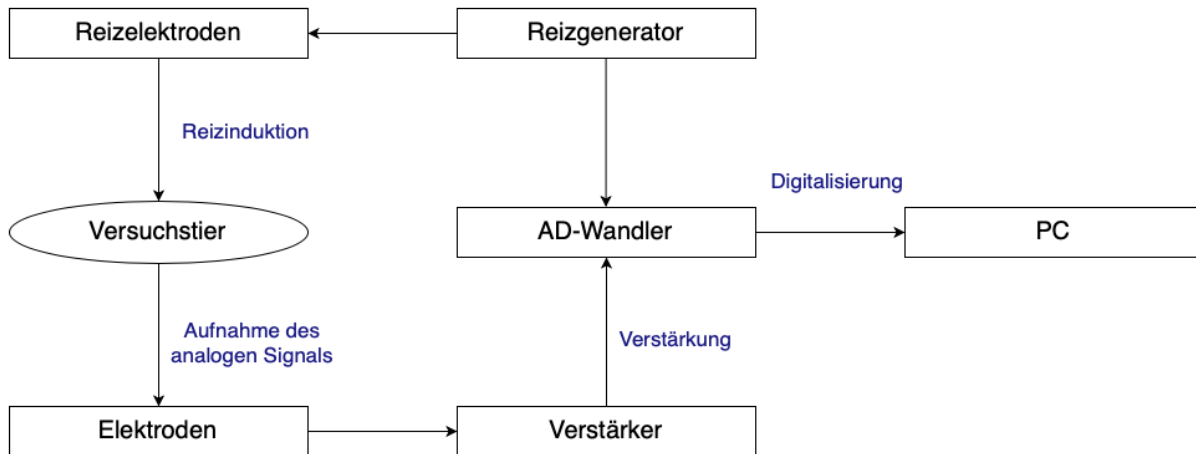 Reizelektroden
Reizgenerator
Reizinduktion
Digitalisierung
Versuchstier
AD-Wandler
PC
Aufnahme des
analogen Signals
Verstärkung
Elektroden
Verstärker